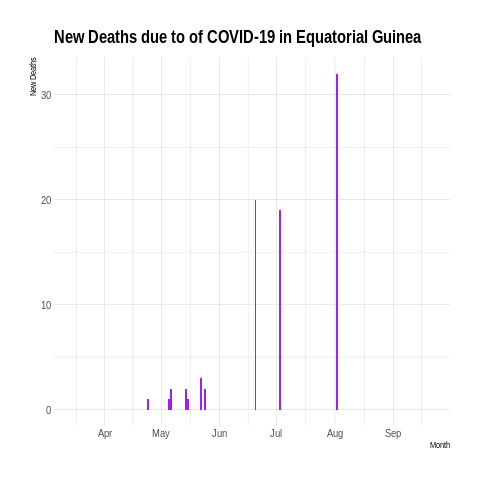 New Deaths due to of COVID-19 in Equatorial Guinea
New Deaths
30
20
10
0
Apr May Jun Jul Aug Sep
Month